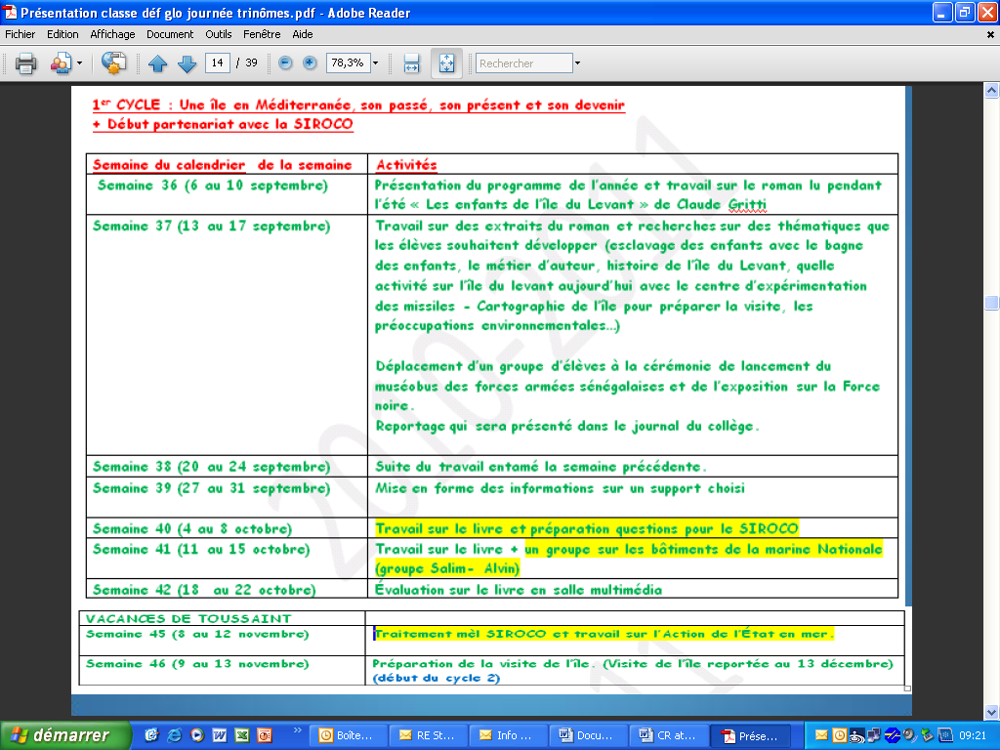 Présentation classe déf glo journée trinômes.pdf - Adobe Reader
Fichier Edition Affichage Document Outils Fenêtre Aide
14 / 39 78,3% Rechercher
1er CYCLE : Une île en Méditerranée, son passé, son présent et son devenir
+ Début partenariat avec la SIROCO
Semaine du calendrier de la semaine Activités
Semaine 36 (6 au 10 septembre) Présentation du programme de l'année et travail sur le roman lu pendant
l'été « Les enfants de l'île du Levant » de Claude Gritti
Semaine 37 (13 au 17 septembre) Travail sur des extraits du roman et recherches sur des thématiques que
les élèves souhaitent développer (esclavage des enfants avec le bagne
des enfants, le métier d'auteur, histoire de l'île du Levant, quelle
activité sur l'île du levant aujourd'hui avec le centre d'expérimentation
des missiles - Cartographie de l'île pour préparer la visite, les
préoccupations environnementales…)
Déplacement d'un groupe d'élèves à la cérémonie de lancement du
muséobus des forces armées sénégalaises et de l'exposition sur la Force
noire.
Reportage qui sera présenté dans le journal du collège.
Semaine 38 (20 au 24 septembre) Suite du travail entamé la semaine précédente.
Semaine 39 (27 au 31 septembre) Mise en forme des informations sur un support choisi
Semaine 40 (4 au 8 octobre) Travail sur le livre et préparation questions pour le SIROCO
Semaine 41 (11 au 15 octobre) Travail sur le livre + un groupe sur les bâtiments de la marine Nationale
(groupe Salim- Alvin)
Semaine 42 (18 au 22 octobre) Évaluation sur le livre en salle multimédia
VACANCES DE TOUSSAINT
Semaine 45 (8 au 12 novembre) Traitement mèl SIROCO et travail sur l'Action de l'État en mer.
Semaine 46 (9 au 13 novembre) Préparation de la visite de l'île. (Visite de l'île reportée au 13 décembre)
(début du cycle 2)
2010-2011
11
démarrer Boîte... RE St... Info ... Docu... CR at... Prése... 09:21